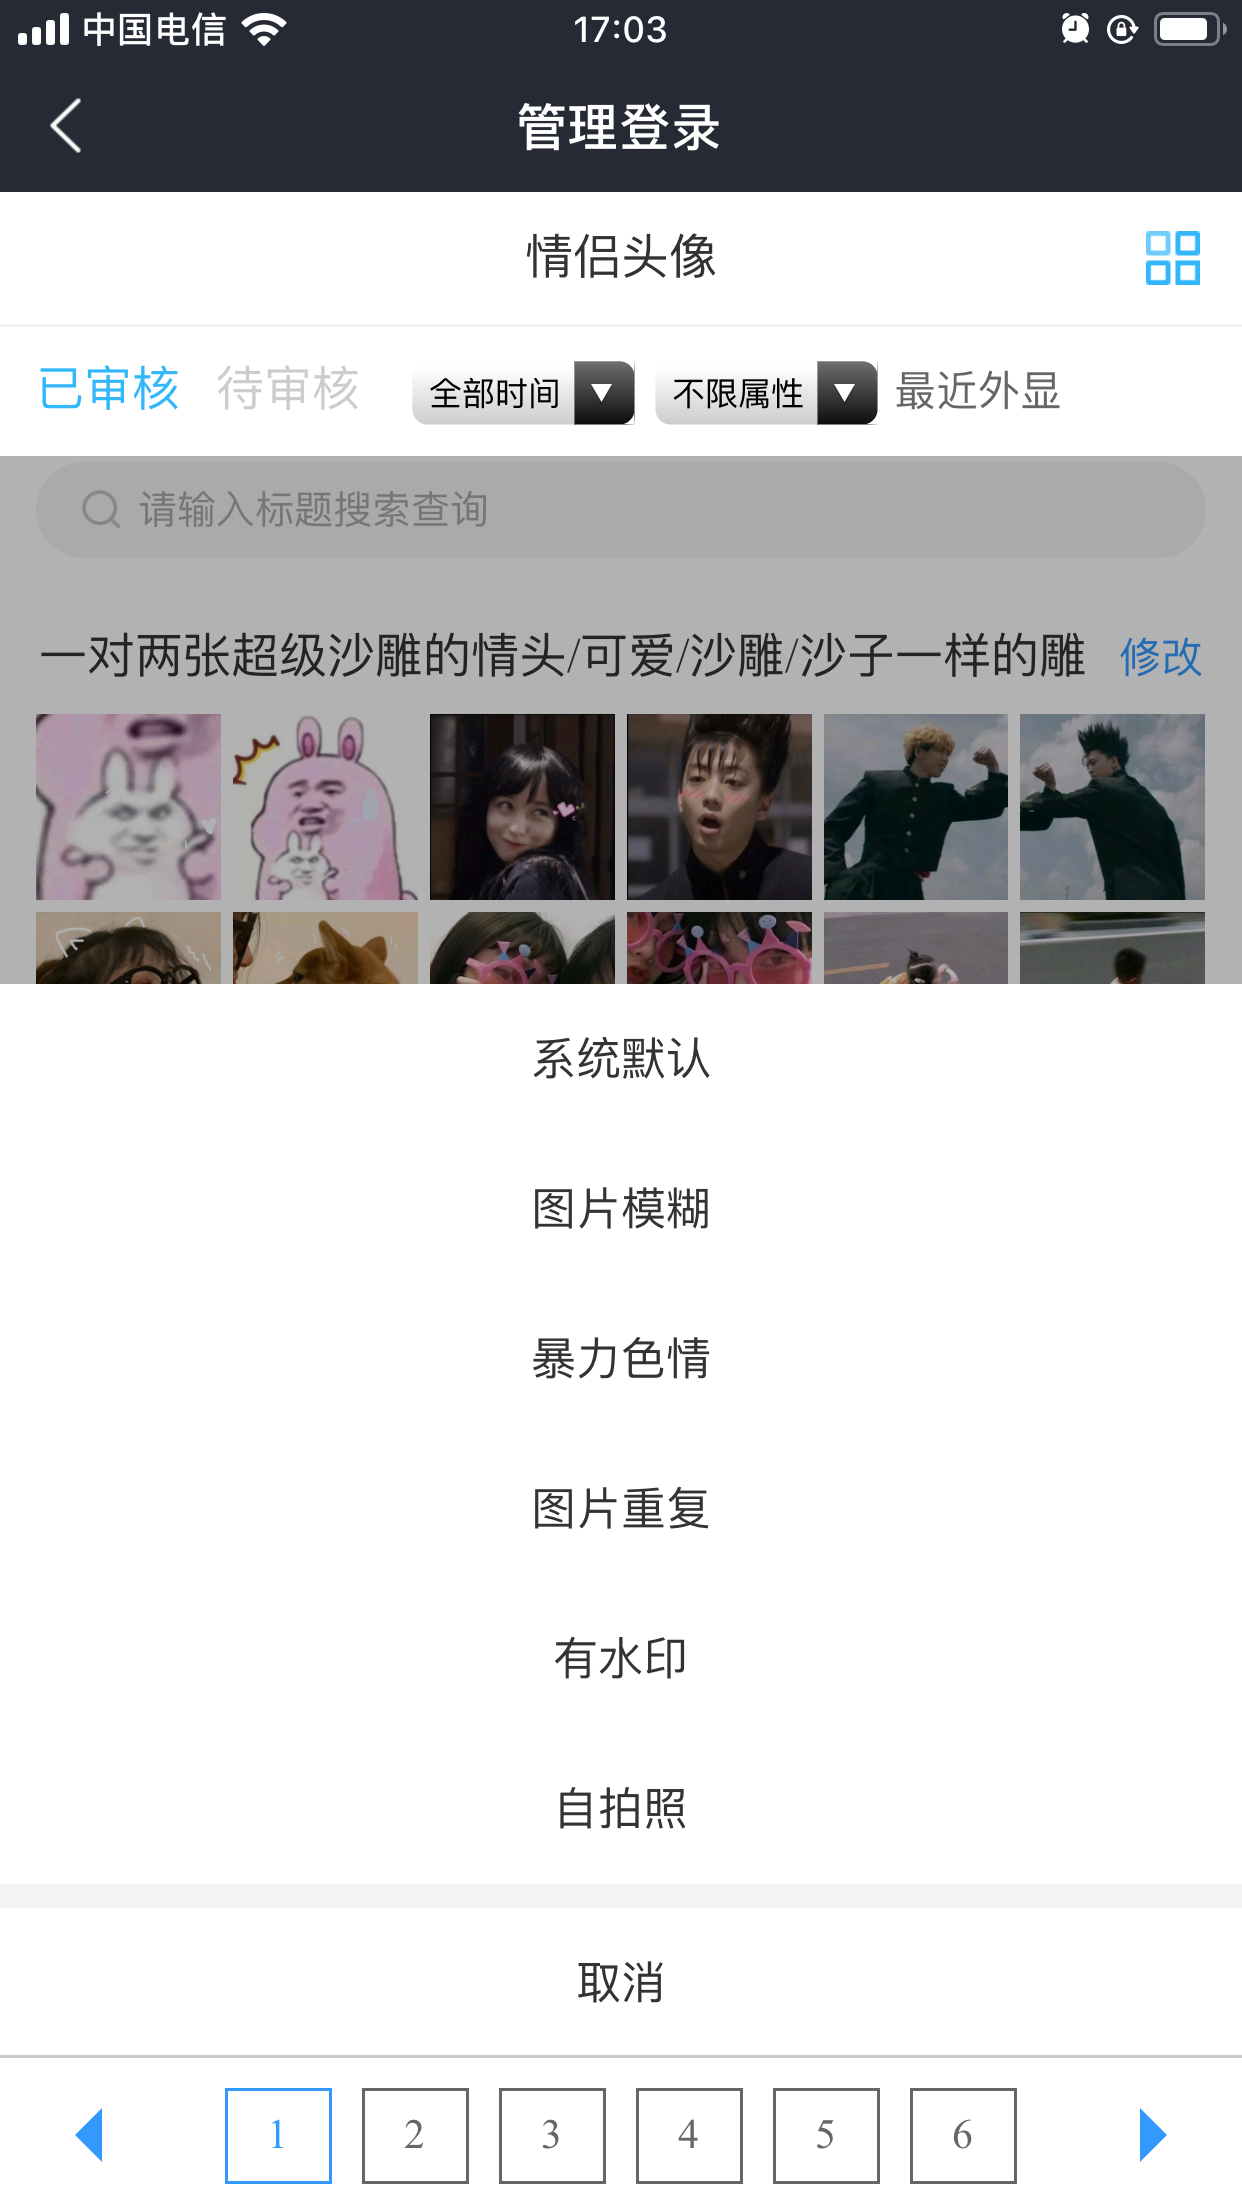 中国电信 17:03
管理登录
情侣头像
已审核 待审核 全部时间 ▼ 不限属性 ▼ 最近外显
请输入标题搜索查询
一对两张超级沙雕的情头/可爱/沙雕/沙子一样的雕 修改
系统默认
图片模糊
暴力色情
图片重复
有水印
自拍照
取消
1 2 3 4 5 6